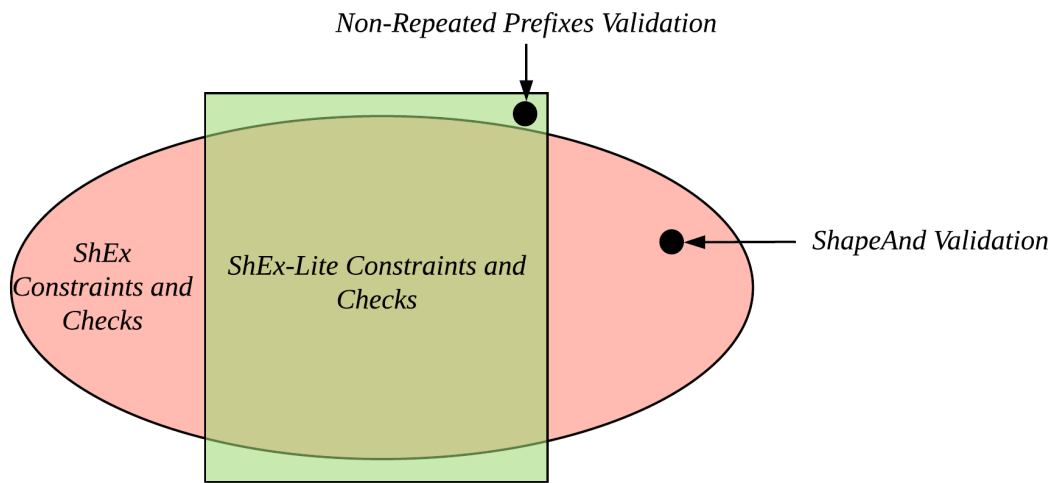 Non-Repeated Prefixes Validation
ShapeAnd Validation
ShEx
Constraints and
Checks
ShEx-Lite Constraints and
Checks